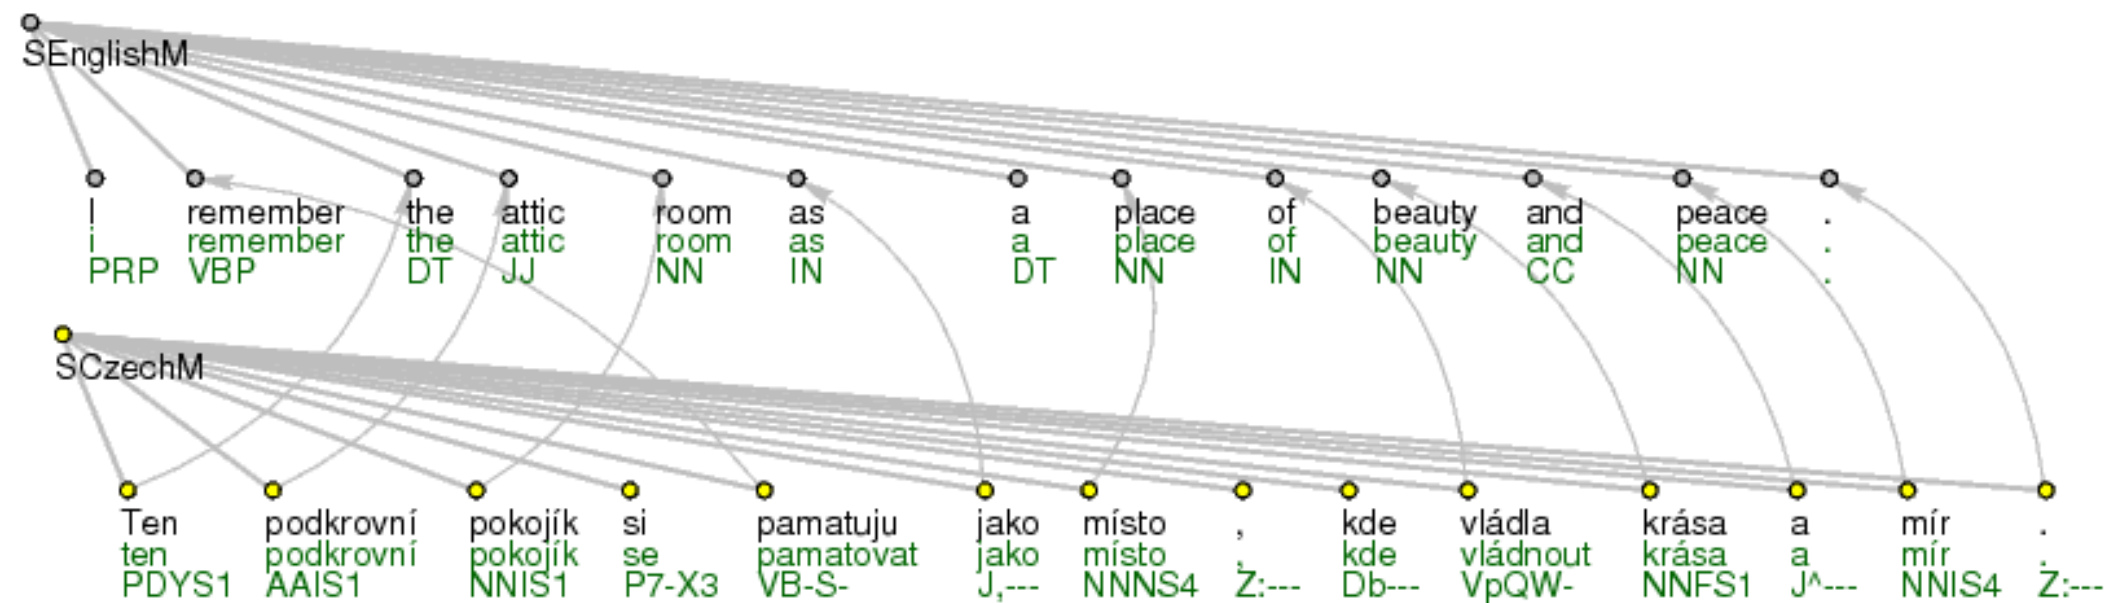 SEnglishM
I remember the attic room as a place of beauty and peace .
i remember the attic room as a place of beauty and peace .
PRP VBP DT JJ NN IN DT NN IN NN CC NN .
SCzechM
Ten podkrovní pokojík si pamatuju jako místo , kde vládla krása a mír .
ten podkrovní pokojík se pamatovat jako místo , kde vládnout krása a mír .
PDYS1 AAIS1 NNIS1 P7-X3 VB-S- J,--- NNNS4 Z:--- Db--- VpQW- NNFS1 J^--- NNIS4 Z:---